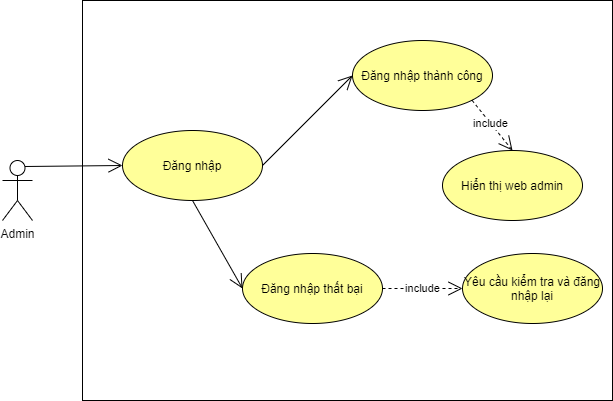 Đăng nhập thành công
include
Đăng nhập
Hiển thị web admin
Admin
Đăng nhập thất bại
include
Yêu cầu kiểm tra và đăng
nhập lại